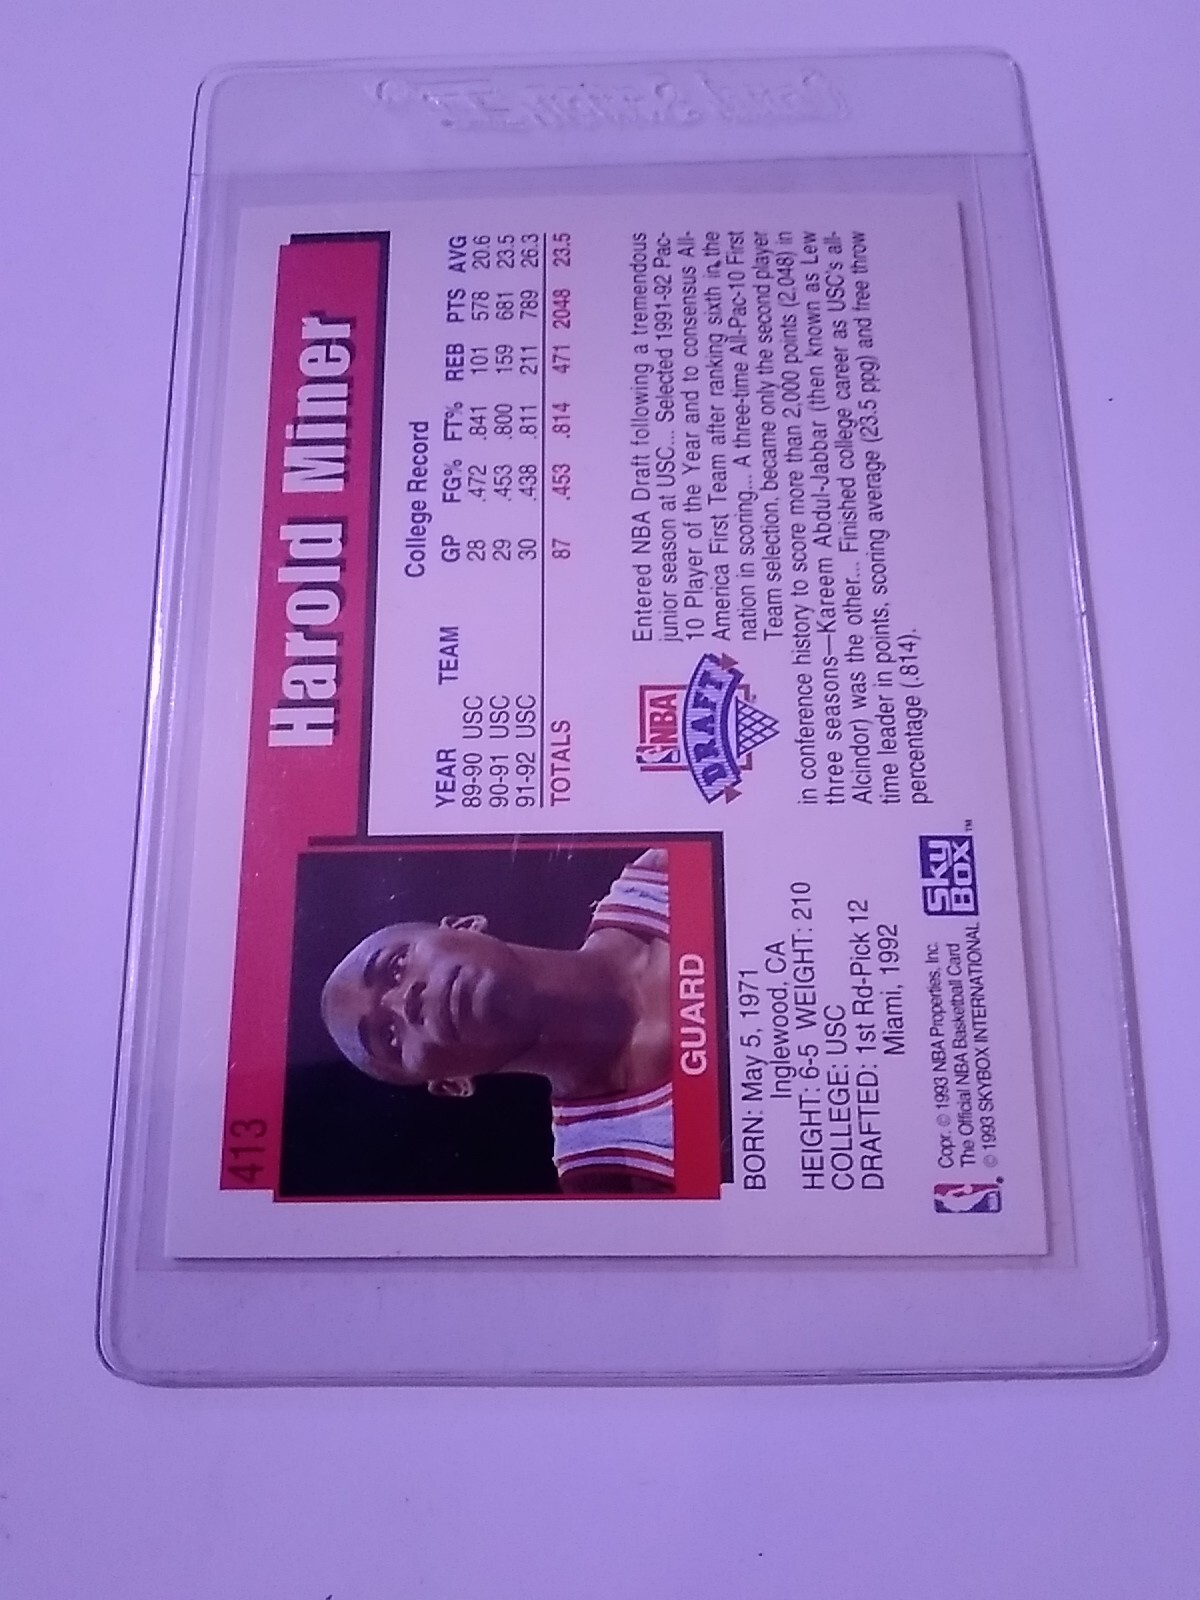 413
Harold Miner
GUARD
BORN: May 5, 1971
Inglewood, CA
HEIGHT: 6-5 WEIGHT: 210
COLLEGE: USC
DRAFTED: 1st Rd-Pick 12
Miami, 1992
College Record
YEAR TEAM GP FG% FT% REB PTS AVG
89-90 USC 28 .472 .841 101 578 20.6
90-91 USC 29 .453 .800 159 681 23.5
91-92 USC 30 .438 .811 211 789 26.3
TOTALS 87 .453 .814 471 2048 23.5
NBA
DRAFT
Entered NBA Draft following a tremendous
junior season at USC... Selected 1991-92 Pac-
10 Player of the Year and to consensus All-
America First Team after ranking sixth in the
nation in scoring... A three-time All-Pac-10 First
Team selection, became only the second player
in conference history to score more than 2,000 points (2,048) in
three seasons—Kareem Abdul-Jabbar (then known as Lew
Alcindor) was the other... Finished college career as USC's all-
time leader in points, scoring average (23.5 ppg) and free throw
percentage (.814).
Copr. © 1993 NBA Properties, Inc.
The Official NBA Basketball Card
© 1993 SKYBOX INTERNATIONAL
SKY
BOX™